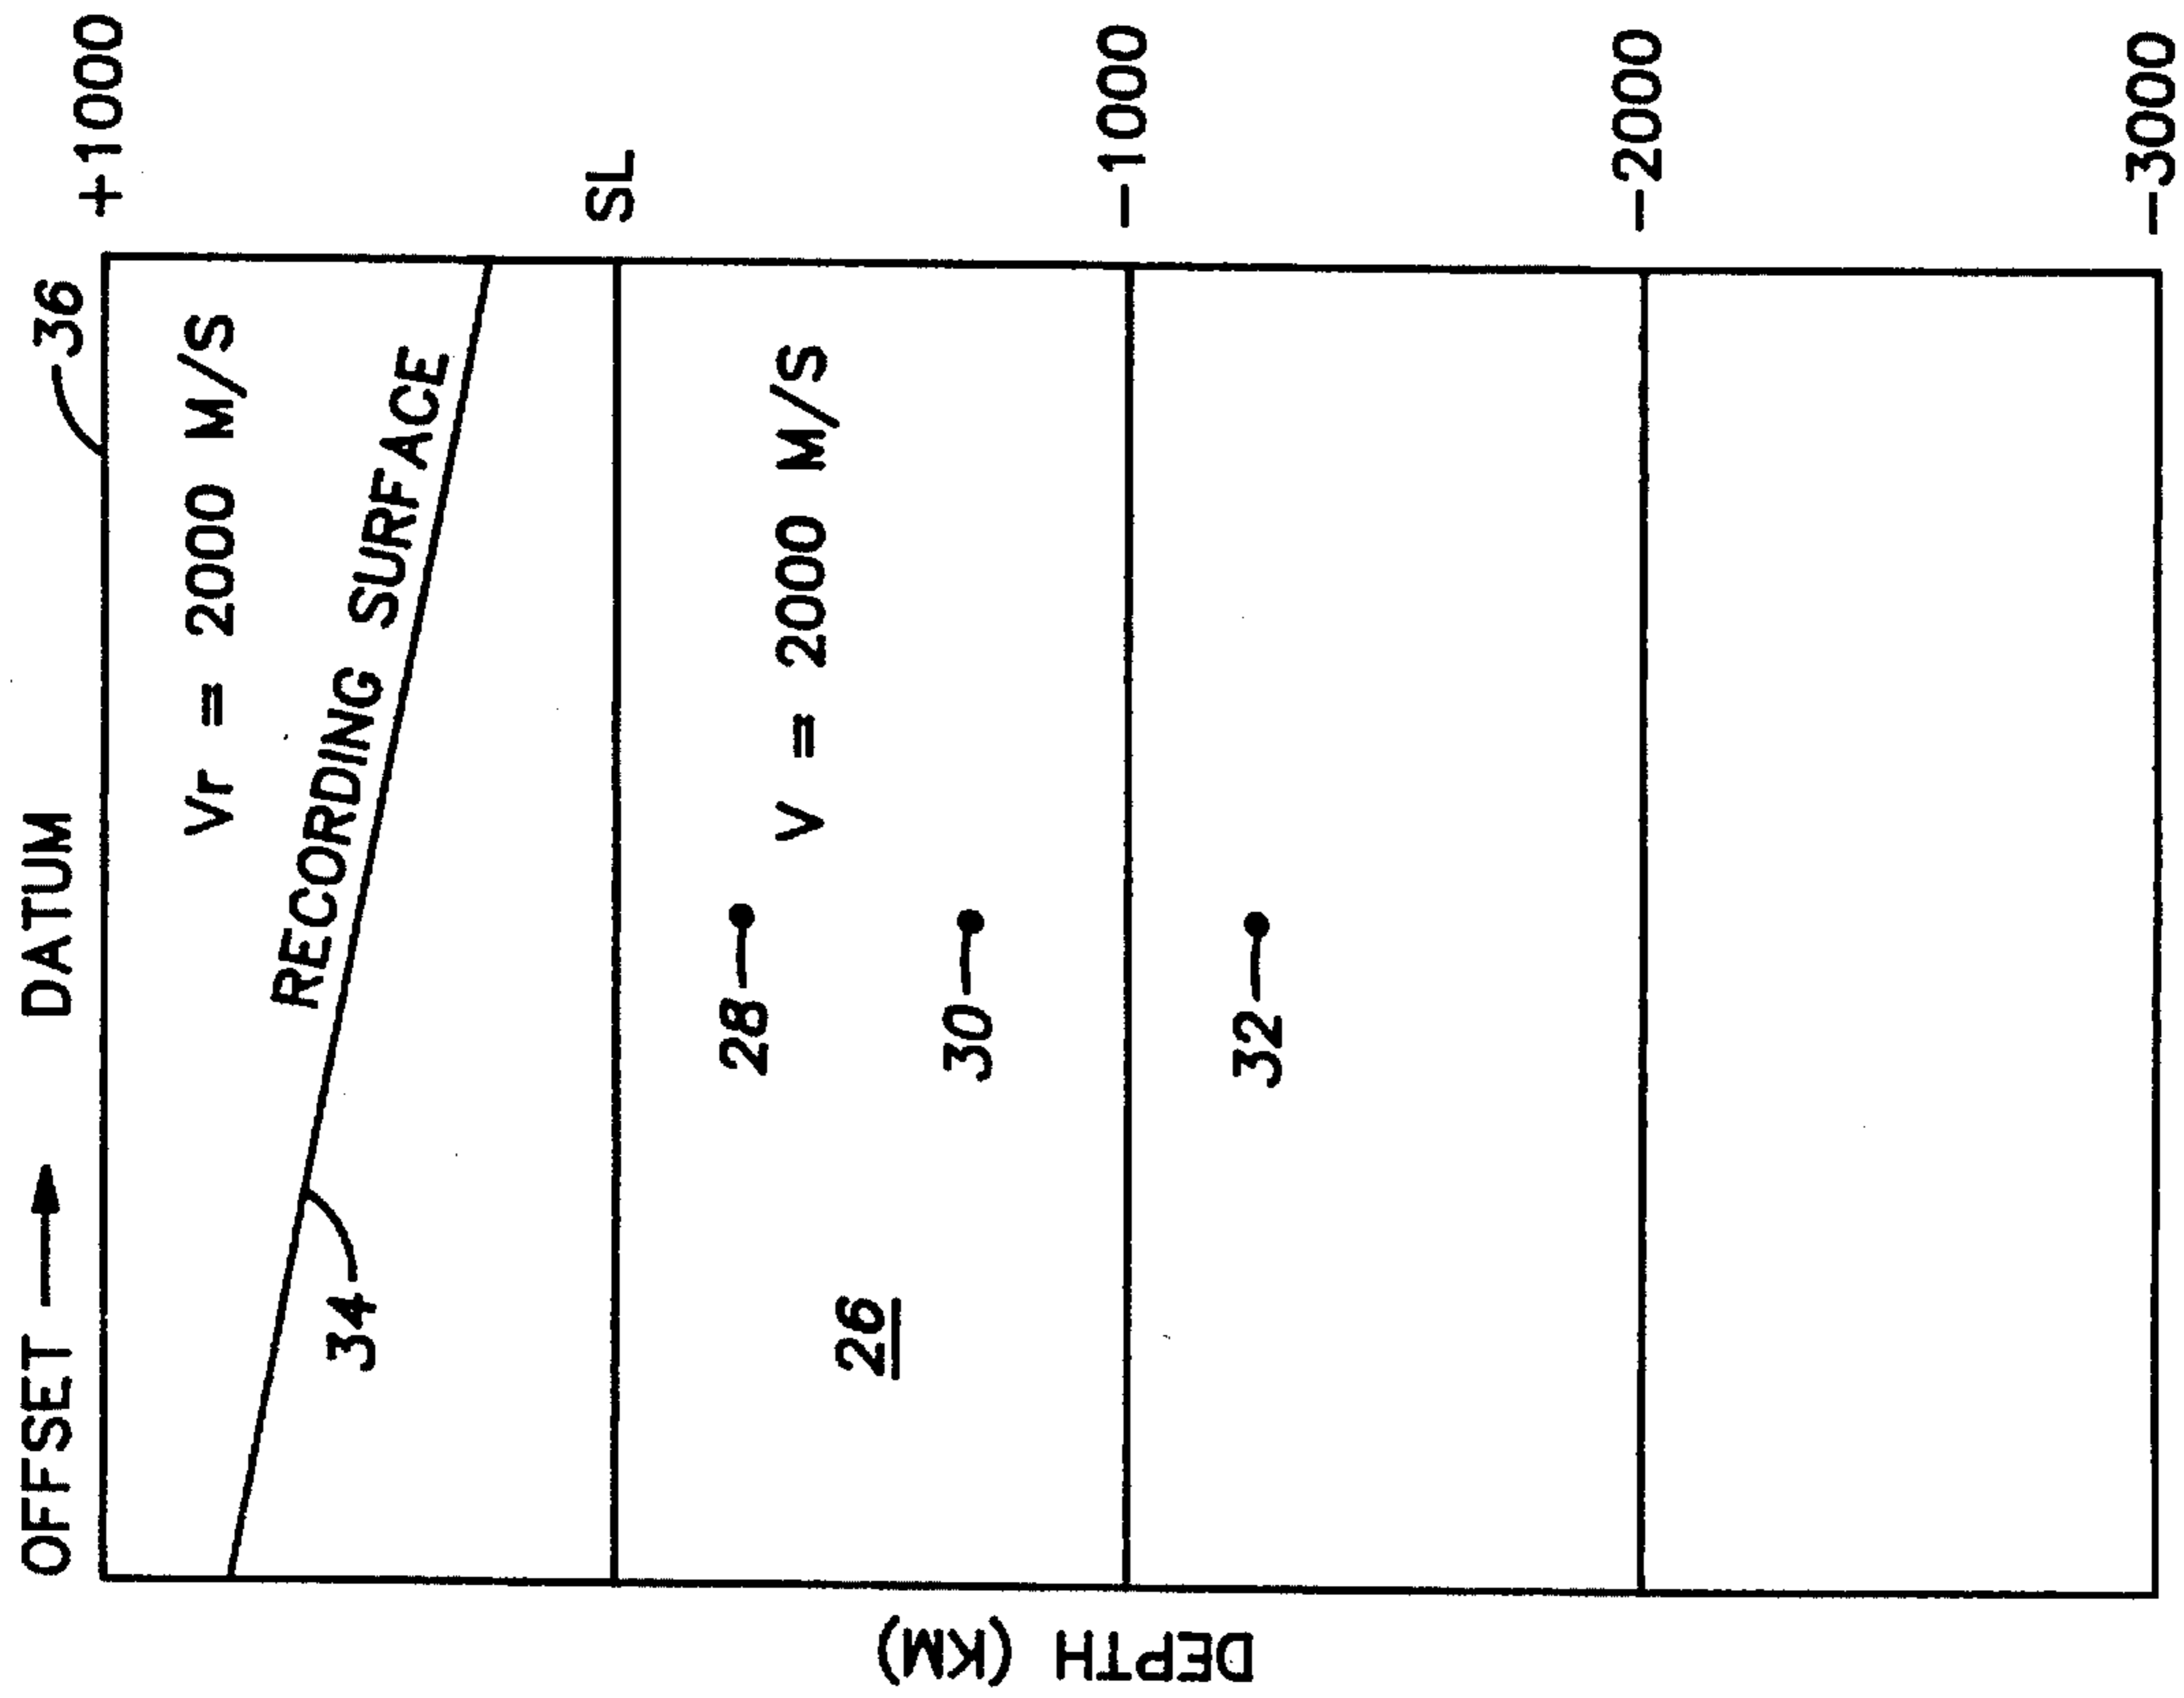 OFFSET → DATUM
36
+1000
Vr = 2000 M/S
RECORDING SURFACE
34
SL
28
V = 2000 M/S
26
30
-1000
32
-2000
-3000
DEPTH (KM)